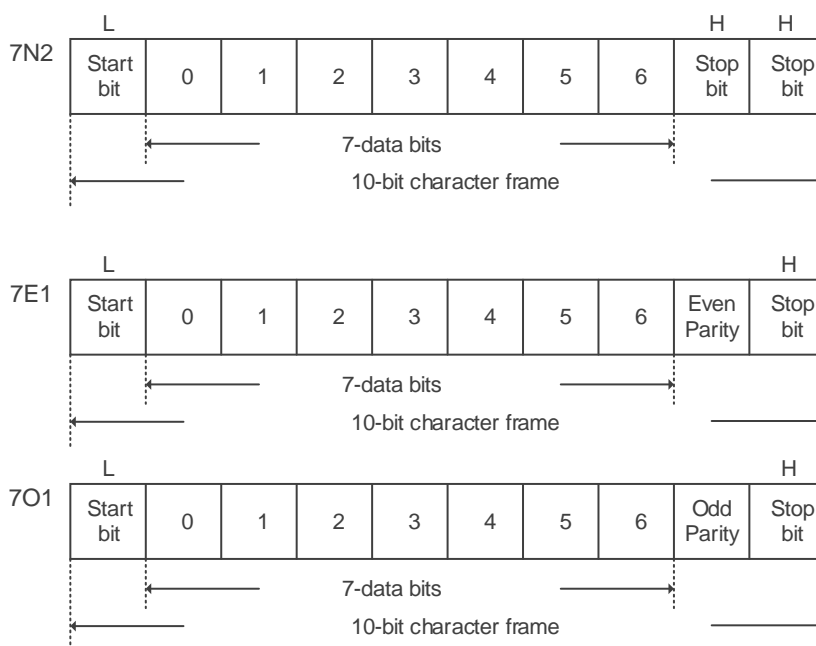 L H H
7N2 Start bit 0 1 2 3 4 5 6 Stop bit Stop bit
7-data bits
10-bit character frame
L H
7E1 Start bit 0 1 2 3 4 5 6 Even Parity Stop bit
7-data bits
10-bit character frame
L H
7O1 Start bit 0 1 2 3 4 5 6 Odd Parity Stop bit
7-data bits
10-bit character frame